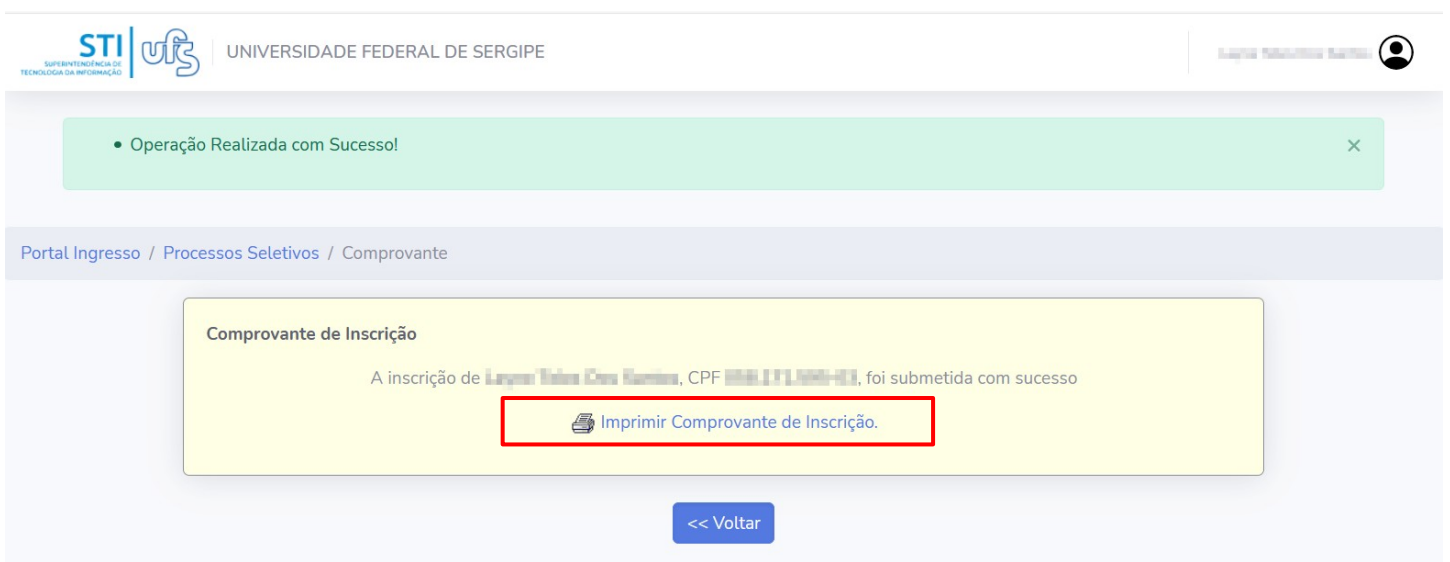 STI
SUPERINTENDÊNCIA DE
TECNOLOGIA DA INFORMAÇÃO
ufs
UNIVERSIDADE FEDERAL DE SERGIPE
• Operação Realizada com Sucesso!
×
Portal Ingresso / Processos Seletivos / Comprovante
Comprovante de Inscrição
A inscrição de , CPF , foi submetida com sucesso
Imprimir Comprovante de Inscrição.
<< Voltar